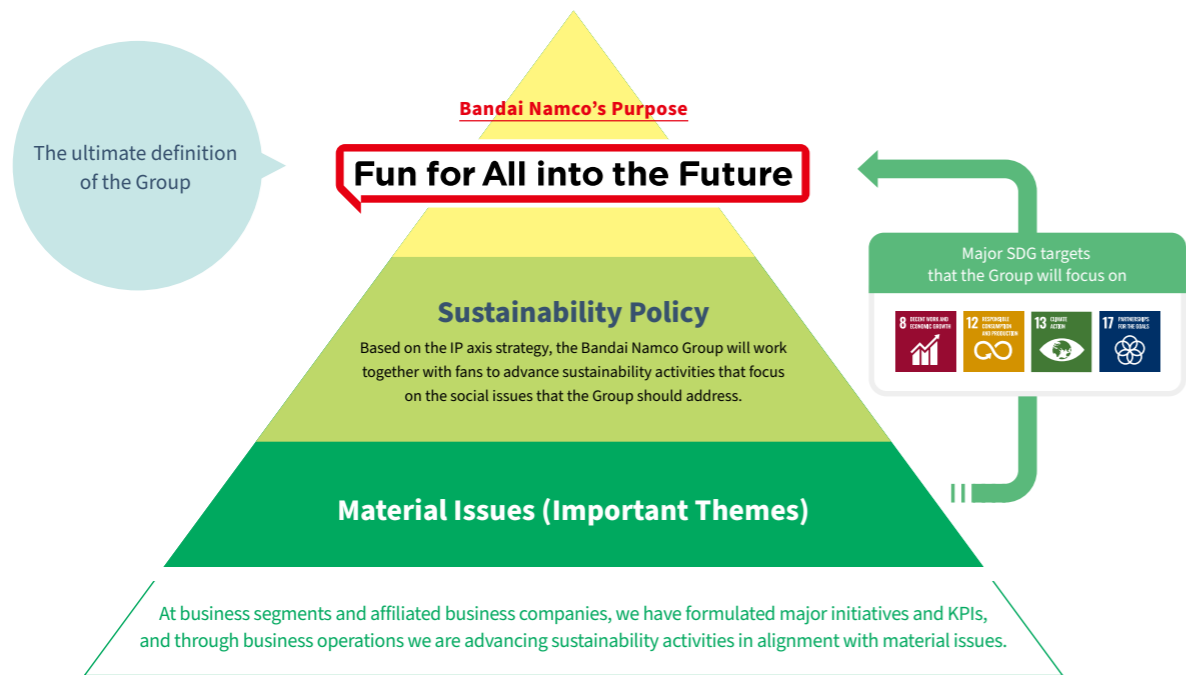 Bandai Namco’s Purpose
The ultimate definition
of the Group
Fun for All into the Future
Major SDG targets
that the Group will focus on
8 DECENT WORK AND
ECONOMIC GROWTH
12 RESPONSIBLE
CONSUMPTION
AND PRODUCTION
13 CLIMATE
ACTION
17 PARTNERSHIPS
FOR THE GOALS
Sustainability Policy
Based on the IP axis strategy, the Bandai Namco Group will work
together with fans to advance sustainability activities that focus
on the social issues that the Group should address.
Material Issues (Important Themes)
At business segments and affiliated business companies, we have formulated major initiatives and KPIs,
and through business operations we are advancing sustainability activities in alignment with material issues.